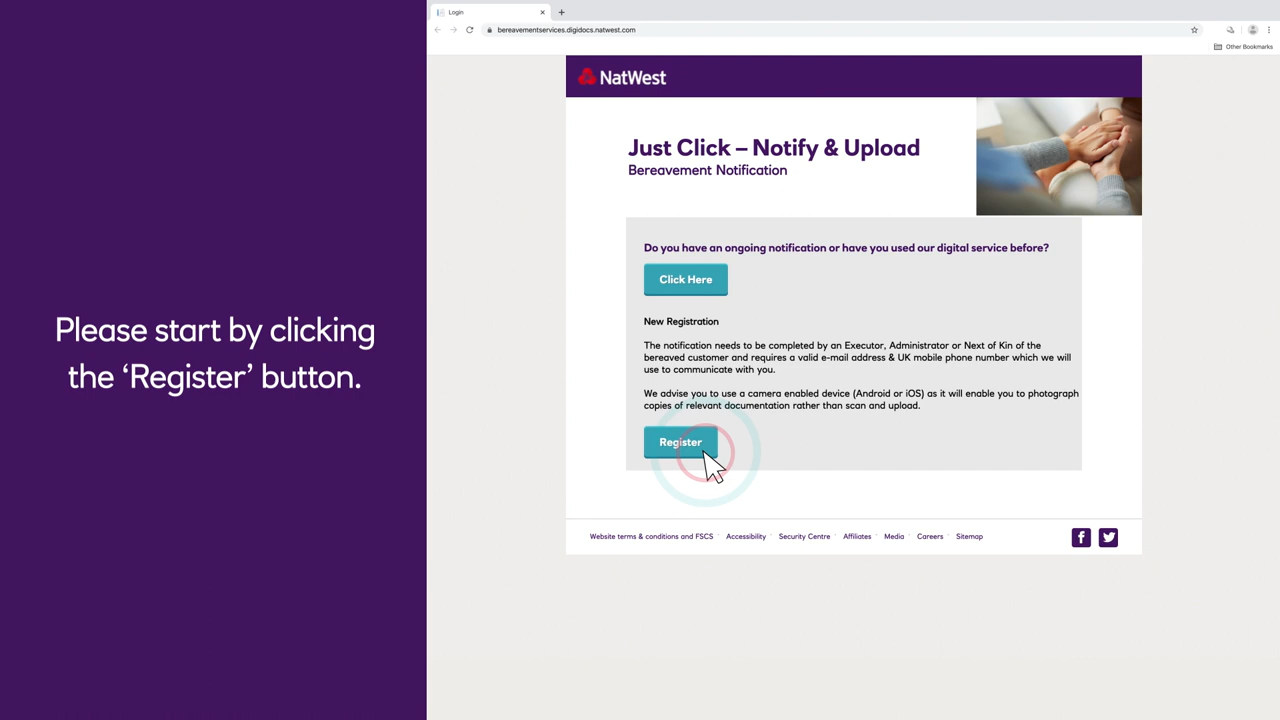 Please start by clicking
the ‘Register’ button.
Login
bereavementservices.digidocs.natwest.com
Other Bookmarks
NatWest
Just Click – Notify & Upload
Bereavement Notification
Do you have an ongoing notification or have you used our digital service before?
Click Here
New Registration
The notification needs to be completed by an Executor, Administrator or Next of Kin of the
bereaved customer and requires a valid e-mail address & UK mobile phone number which we will
use to communicate with you.
We advise you to use a camera enabled device (Android or iOS) as it will enable you to photograph
copies of relevant documentation rather than scan and upload.
Register
Website terms & conditions and FSCS Accessibility Security Centre Affiliates Media Careers Sitemap